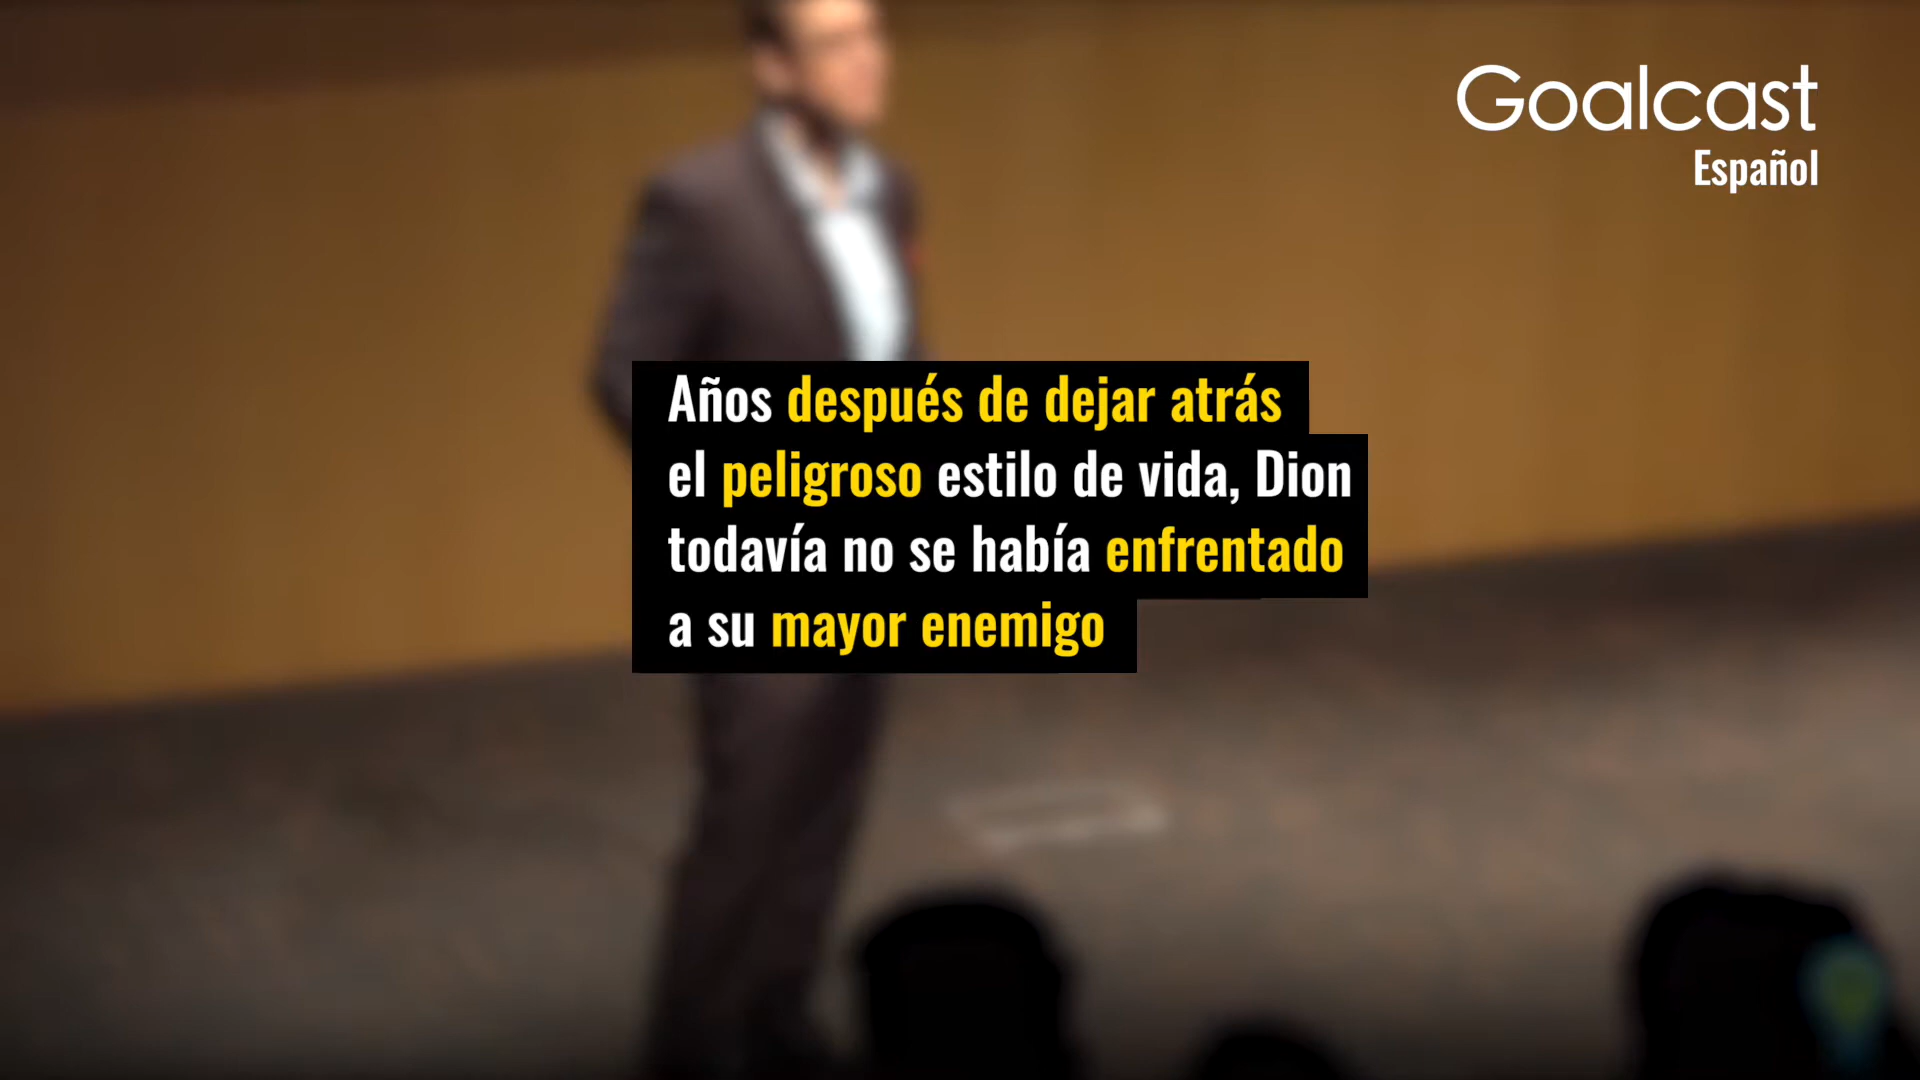 Goalcast
Español
Años después de dejar atrás
el peligroso estilo de vida, Dion
todavía no se había enfrentado
a su mayor enemigo